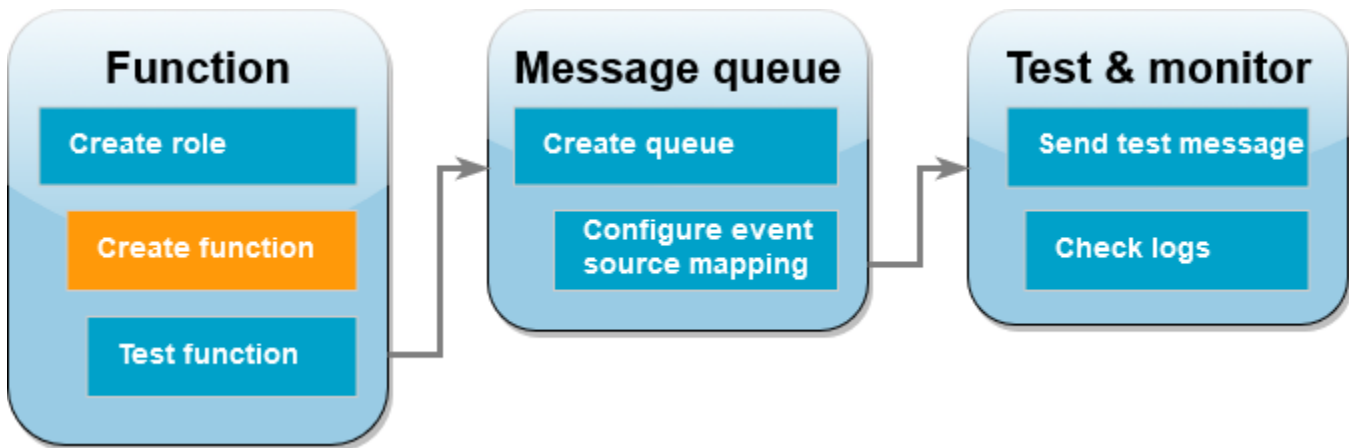 Function
Create role
Create function
Test function
Message queue
Create queue
Configure event
source mapping
Test & monitor
Send test message
Check logs